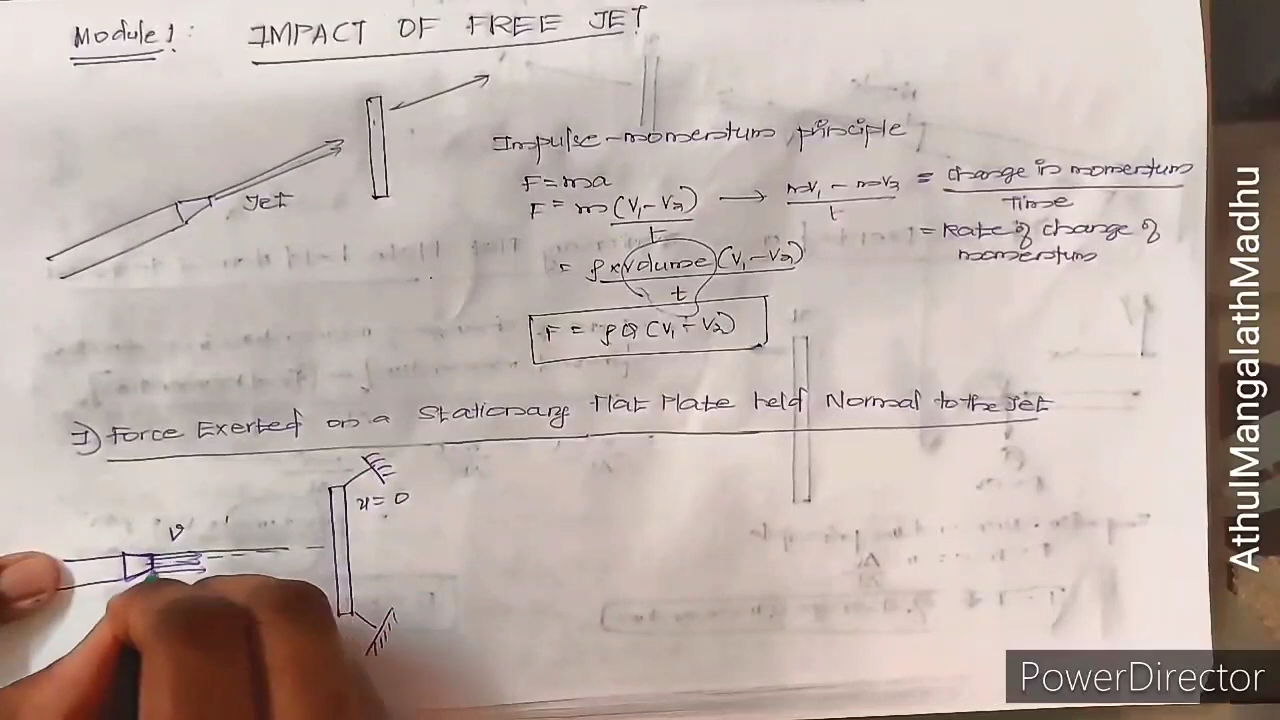 Module 1: IMPACT OF FREE JET
Jet
Impulse-momentum principle
F = ma
F = m(V₁-V₂)/t → mv₁ - mv₂/t = change in momentum/Time
= Rate of change of momentum
= ρ×volume(V₁-V₂)/t
F = ρQ(V₁-V₂)
I) Force Exerted on a Stationary Flat Plate held Normal to the Jet
u = 0
v
AthulMangalathMadhu
PowerDirector